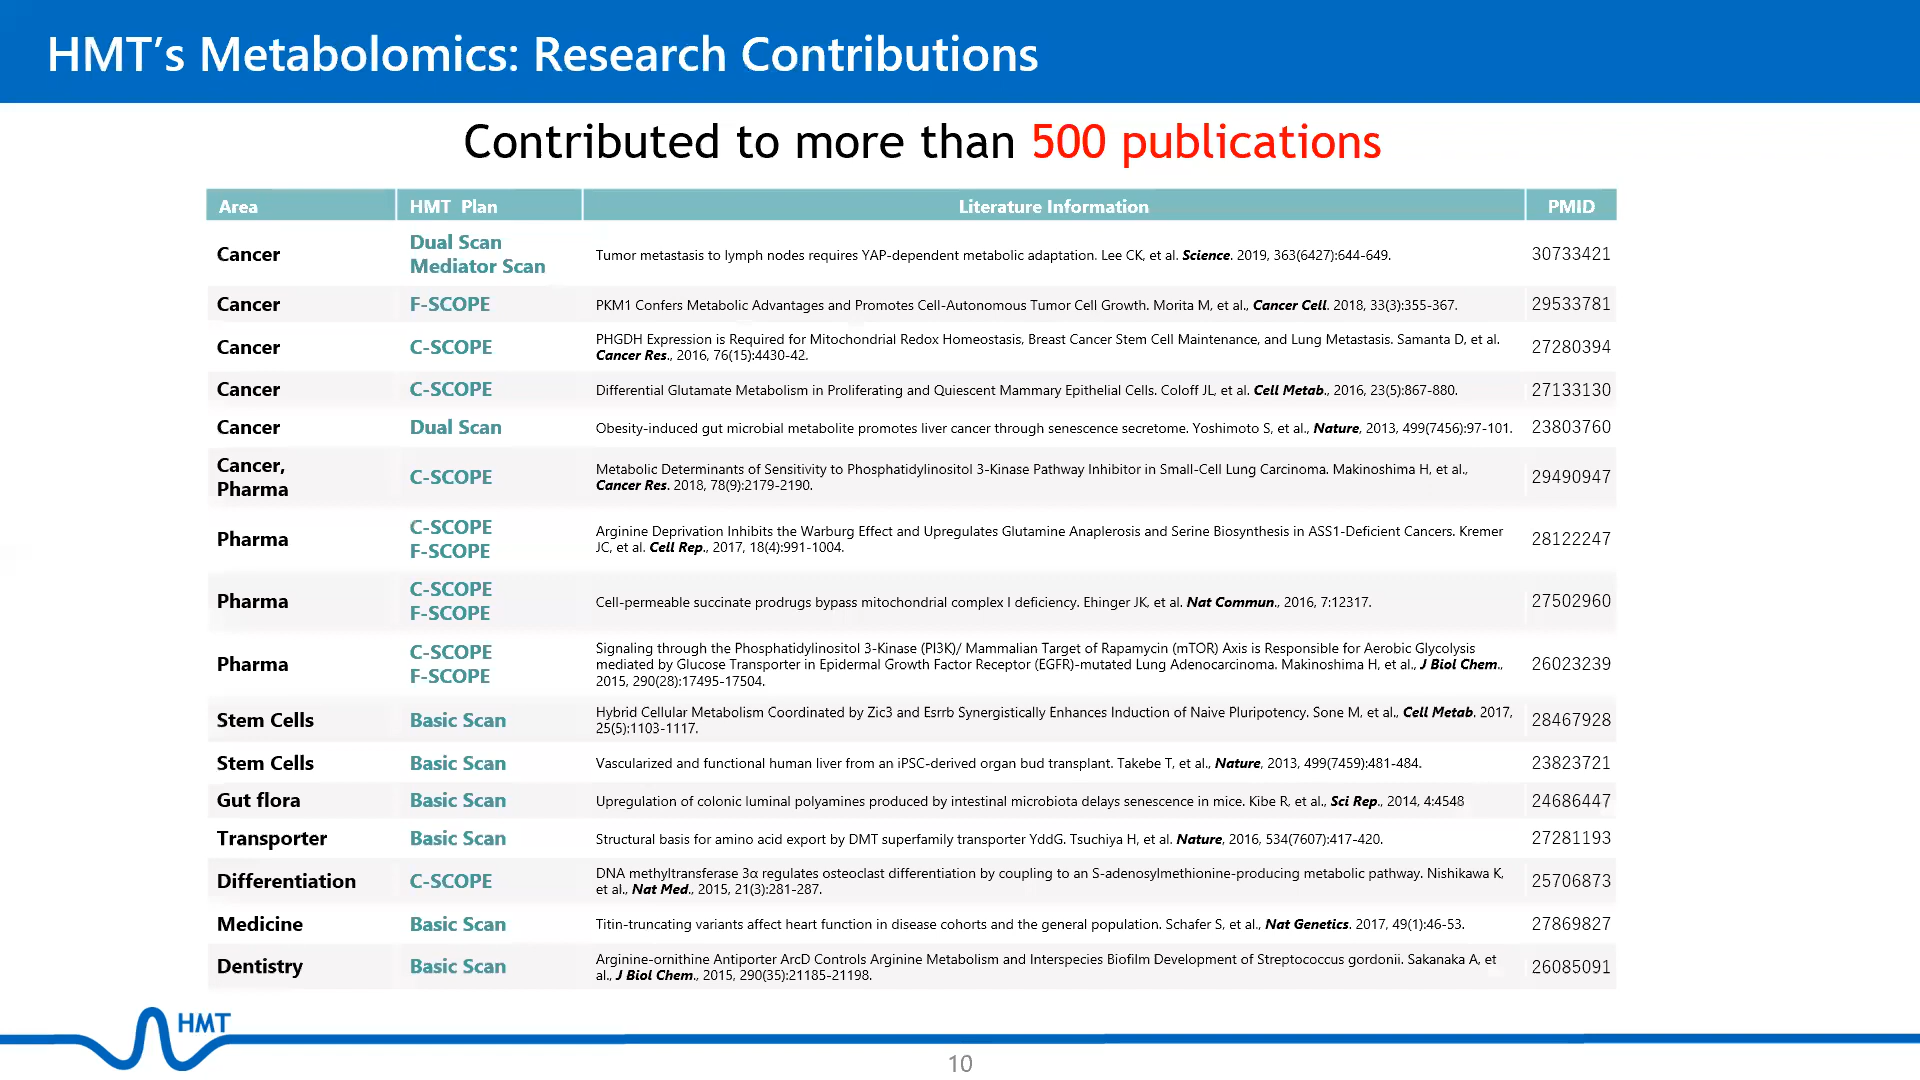 HMT's Metabolomics: Research Contributions
Contributed to more than 500 publications
Area HMT Plan Literature Information PMID
Cancer Dual Scan Mediator Scan Tumor metastasis to lymph nodes requires YAP-dependent metabolic adaptation. Lee CK, et al. Science. 2019, 363(6427):644-649. 30733421
Cancer F-SCOPE PKM1 Confers Metabolic Advantages and Promotes Cell-Autonomous Tumor Cell Growth. Morita M, et al., Cancer Cell. 2018, 33(3):355-367. 29533781
Cancer C-SCOPE PHGDH Expression is Required for Mitochondrial Redox Homeostasis, Breast Cancer Stem Cell Maintenance, and Lung Metastasis. Samanta D, et al.
Cancer Res., 2016, 76(15):4430-42. 27280394
Cancer C-SCOPE Differential Glutamate Metabolism in Proliferating and Quiescent Mammary Epithelial Cells. Coloff JL, et al. Cell Metab., 2016, 23(5):867-880. 27133130
Cancer Dual Scan Obesity-induced gut microbial metabolite promotes liver cancer through senescence secretome. Yoshimoto S, et al., Nature, 2013, 499(7456):97-101. 23803760
Cancer, Pharma C-SCOPE Metabolic Determinants of Sensitivity to Phosphatidylinositol 3-Kinase Pathway Inhibitor in Small-Cell Lung Carcinoma. Makinoshima H, et al.,
Cancer Res. 2018, 78(9):2179-2190. 29490947
Pharma C-SCOPE F-SCOPE Arginine Deprivation Inhibits the Warburg Effect and Upregulates Glutamine Anaplerosis and Serine Biosynthesis in ASS1-Deficient Cancers. Kremer
JC, et al. Cell Rep., 2017, 18(4):991-1004. 28122247
Pharma C-SCOPE F-SCOPE Cell-permeable succinate prodrugs bypass mitochondrial complex I deficiency. Ehinger JK, et al. Nat Commun., 2016, 7:12317. 27502960
Pharma C-SCOPE F-SCOPE Signaling through the Phosphatidylinositol 3-Kinase (PI3K)/ Mammalian Target of Rapamycin (mTOR) Axis is Responsible for Aerobic Glycolysis
mediated by Glucose Transporter in Epidermal Growth Factor Receptor (EGFR)-mutated Lung Adenocarcinoma. Makinoshima H, et al., J Biol Chem.,
2015, 290(28):17495-17504. 26023239
Stem Cells Basic Scan Hybrid Cellular Metabolism Coordinated by Zic3 and Esrrb Synergistically Enhances Induction of Naive Pluripotency. Sone M, et al., Cell Metab. 2017,
25(5):1103-1117. 28467928
Stem Cells Basic Scan Vascularized and functional human liver from an iPSC-derived organ bud transplant. Takebe T, et al., Nature, 2013, 499(7459):481-484. 23823721
Gut flora Basic Scan Upregulation of colonic luminal polyamines produced by intestinal microbiota delays senescence in mice. Kibe R, et al., Sci Rep., 2014, 4:4548 24686447
Transporter Basic Scan Structural basis for amino acid export by DMT superfamily transporter YddG. Tsuchiya H, et al. Nature, 2016, 534(7607):417-420. 27281193
Differentiation C-SCOPE DNA methyltransferase 3α regulates osteoclast differentiation by coupling to an S-adenosylmethionine-producing metabolic pathway. Nishikawa K,
et al., Nat Med., 2015, 21(3):281-287. 25706873
Medicine Basic Scan Titin-truncating variants affect heart function in disease cohorts and the general population. Schafer S, et al., Nat Genetics. 2017, 49(1):46-53. 27869827
Dentistry Basic Scan Arginine-ornithine Antiporter ArcD Controls Arginine Metabolism and Interspecies Biofilm Development of Streptococcus gordonii. Sakanaka A, et
al., J Biol Chem., 2015, 290(35):21185-21198. 26085091
HMT
10